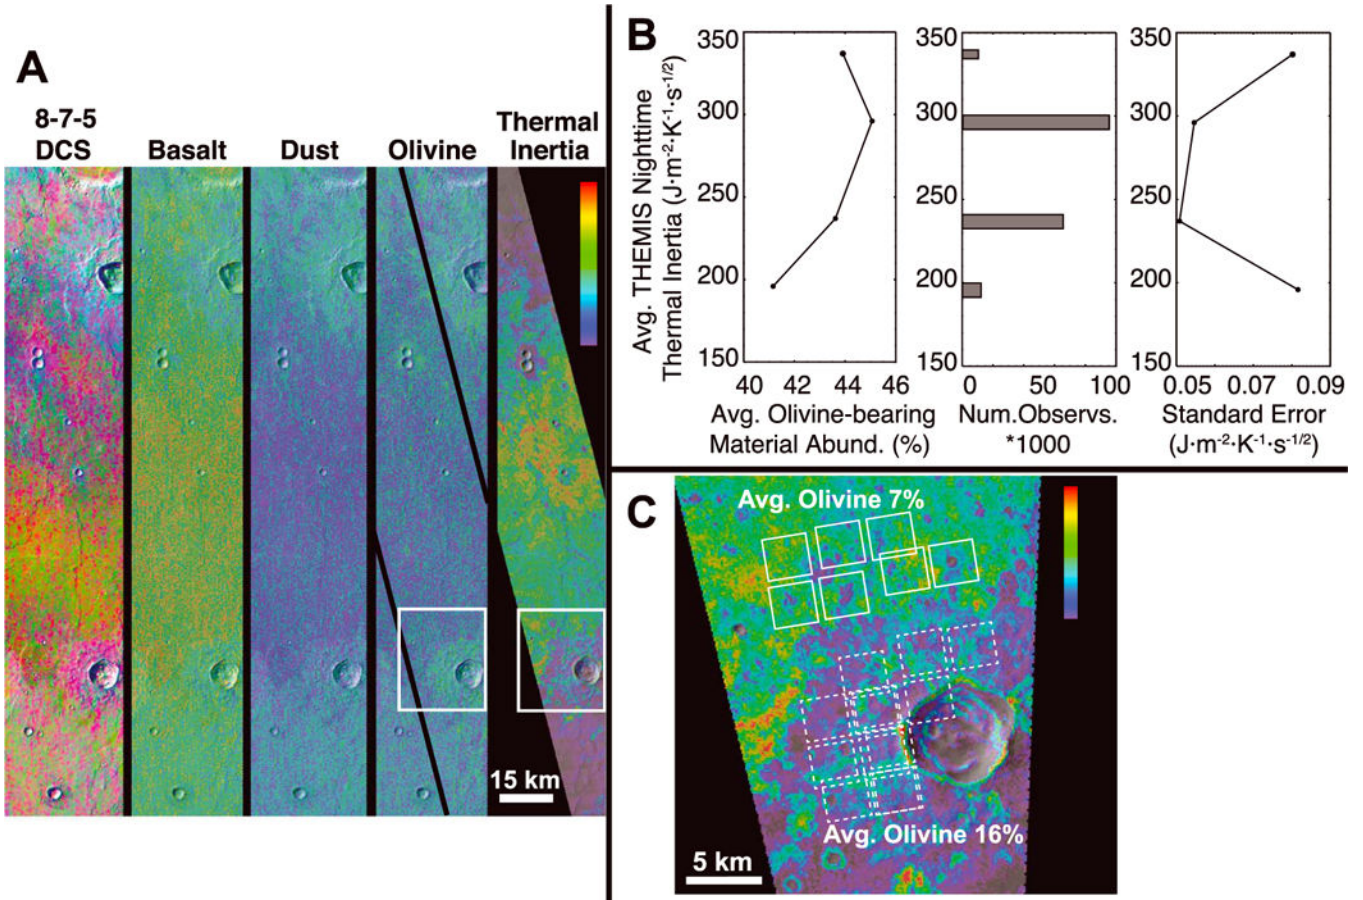 A
8-7-5
DCS
Basalt
Dust
Olivine
Thermal
Inertia
15 km
B
Avg. THEMIS Nighttime
Thermal Inertia (J·m⁻²·K⁻¹·s⁻¹/²)
350
300
250
200
150
40 42 44 46
Avg. Olivine-bearing
Material Abund. (%)
350
300
250
200
150
0 50 100
Num.Observs.
*1000
350
300
250
200
150
0.05 0.07 0.09
Standard Error
(J·m⁻²·K⁻¹·s⁻¹/²)
C
Avg. Olivine 7%
Avg. Olivine 16%
5 km